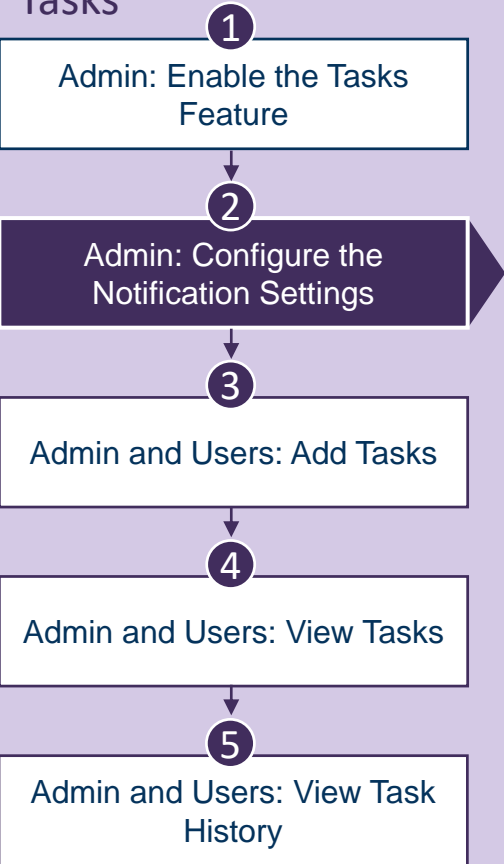 Tasks
1
Admin: Enable the Tasks
Feature
2
Admin: Configure the
Notification Settings
3
Admin and Users: Add Tasks
4
Admin and Users: View Tasks
5
Admin and Users: View Task
History